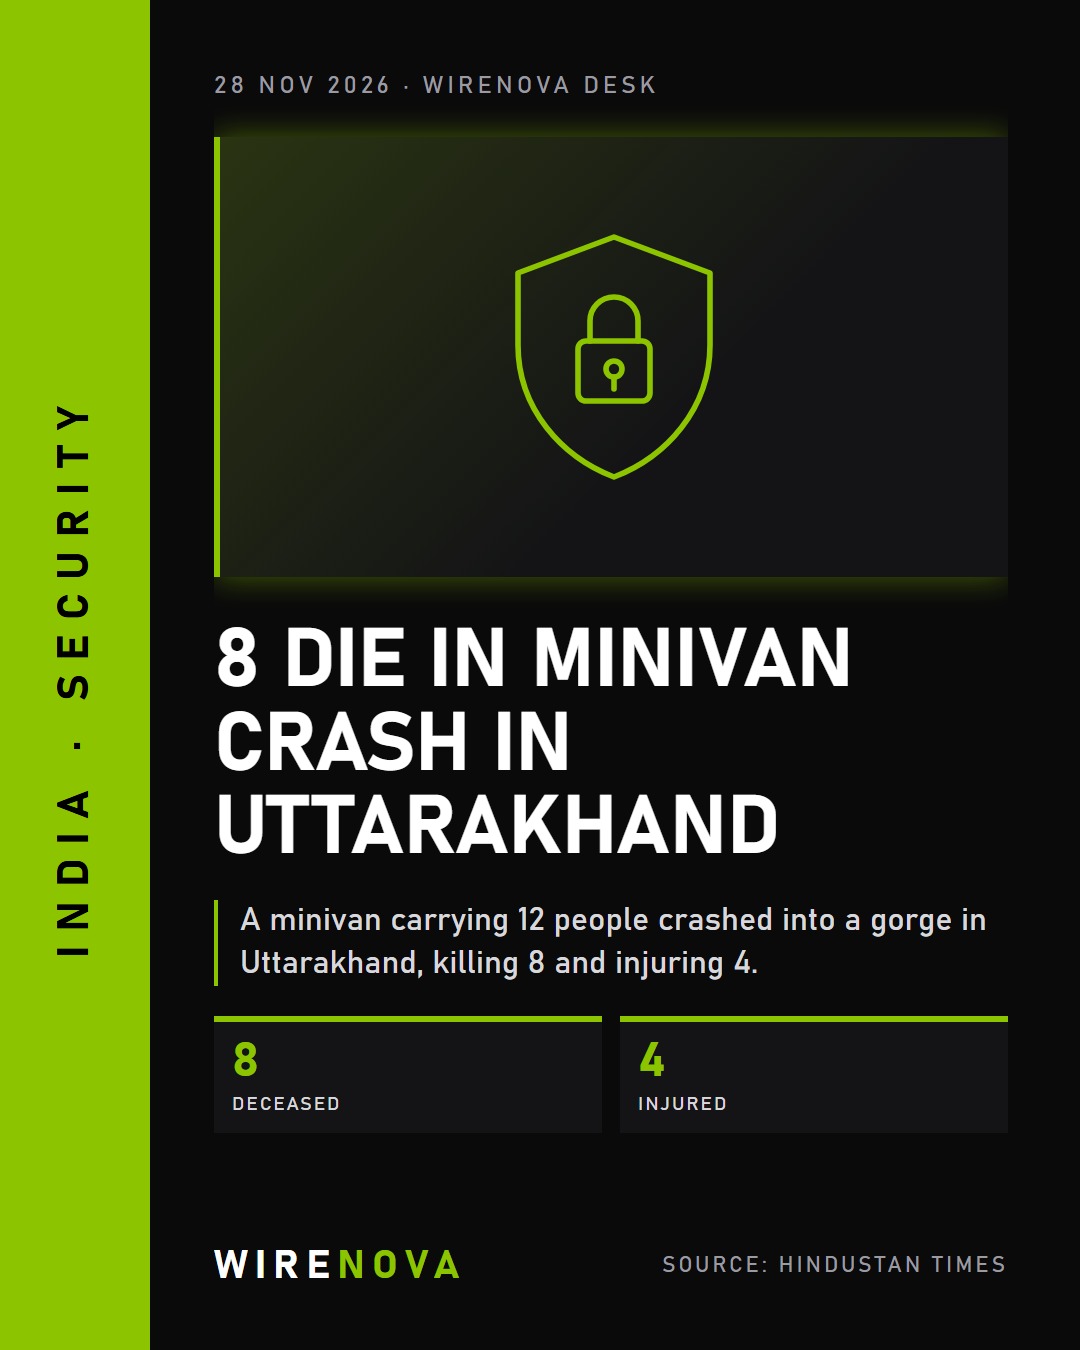 INDIA · SECURITY
28 NOV 2026 · WIRENOVA DESK
8 DIE IN MINIVAN
CRASH IN
UTTARAKHAND
A minivan carrying 12 people crashed into a gorge in
Uttarakhand, killing 8 and injuring 4.
8
DECEASED
4
INJURED
WIRENOVA
SOURCE: HINDUSTAN TIMES